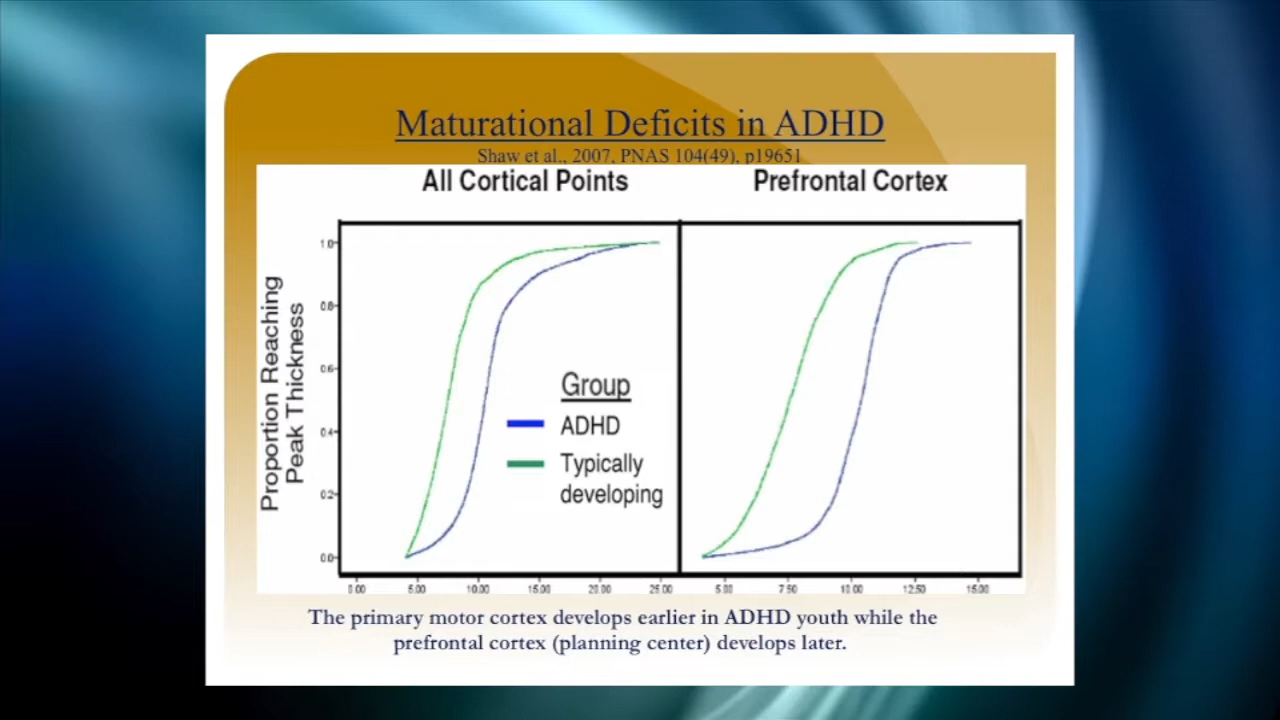 Maturational Deficits in ADHD
Shaw et al., 2007, PNAS 104(49), p19651
All Cortical Points
Prefrontal Cortex
Proportion Reaching
Peak Thickness
1.0
0.8
0.6
0.4
0.2
0.0
Group
ADHD
Typically
developing
0.00 5.00 10.00 15.00 20.00 25.00
5.00 7.50 10.00 12.50 15.00
The primary motor cortex develops earlier in ADHD youth while the
prefrontal cortex (planning center) develops later.